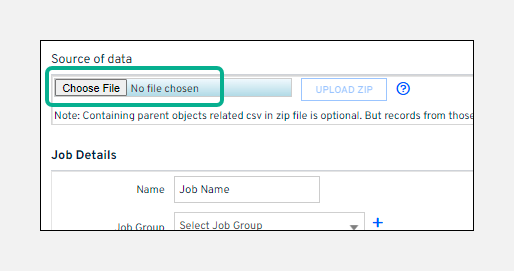 Source of data
Choose File No file chosen UPLOAD ZIP ?
Note: Containing parent objects related csv in zip file is optional. But records from those
Job Details
Name Job Name
Job Group Select Job Group +